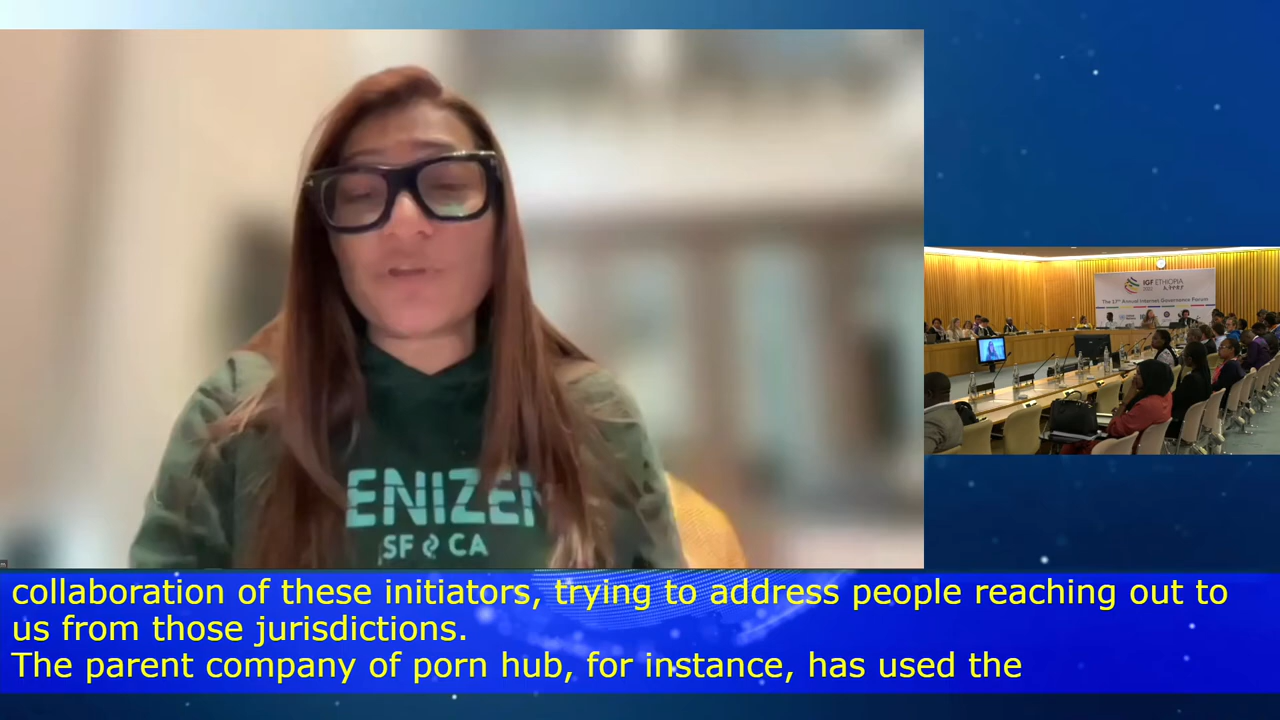 ENIZEN
SF CA
IGF ETHIOPIA
2022
The 17th Annual Internet Governance Forum
collaboration of these initiators, trying to address people reaching out to
us from those jurisdictions.
The parent company of porn hub, for instance, has used the